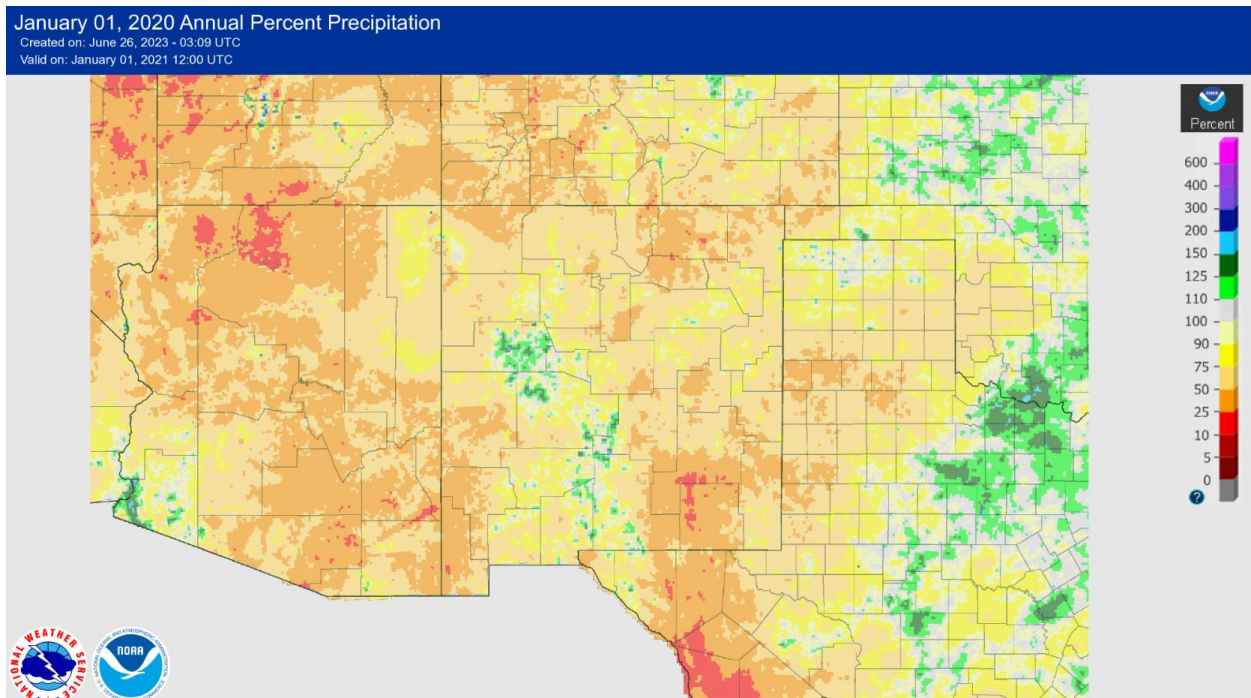 January 01, 2020 Annual Percent Precipitation
Created on: June 26, 2023 - 03:09 UTC
Valid on: January 01, 2021 12:00 UTC
Percent
600
400
300
200
150
125
110
100
90
75
50
25
10
5
0
?
NATIONAL WEATHER SERVICE
NOAA